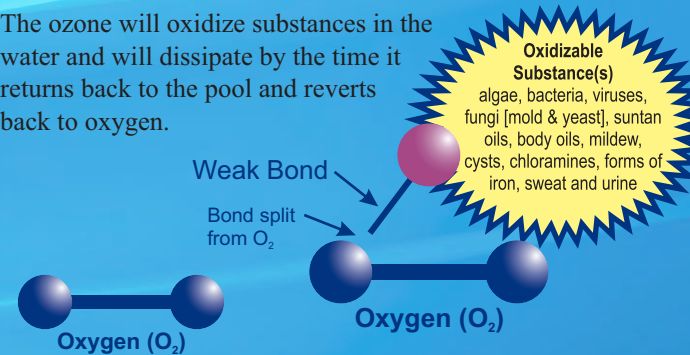 The ozone will oxidize substances in the
water and will dissipate by the time it
returns back to the pool and reverts
back to oxygen.
Oxidizable
Substance(s)
algae, bacteria, viruses,
fungi [mold & yeast], suntan
oils, body oils, mildew,
cysts, chloramines, forms of
iron, sweat and urine
Weak Bond
Bond split
from O₂
Oxygen (O₂)
Oxygen (O₂)